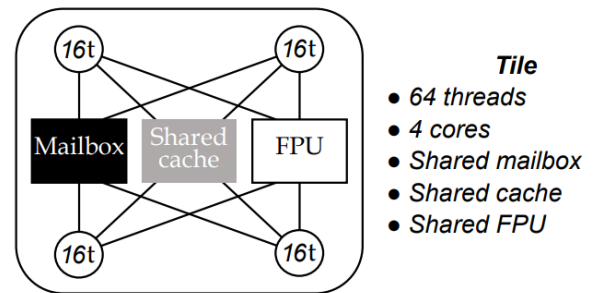 16t 16t
Mailbox
Shared
cache
FPU
16t 16t
Tile
● 64 threads
● 4 cores
● Shared mailbox
● Shared cache
● Shared FPU